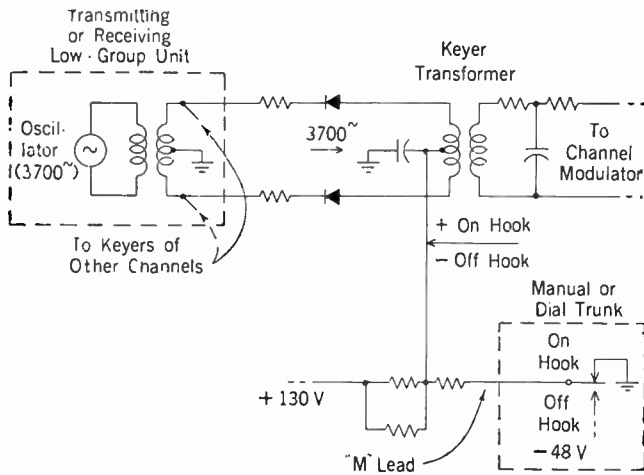 Transmitting
or Receiving
Low-Group Unit
Oscil-
lator
(3700~)
To Keyers of
Other Channels
3700~
Keyer
Transformer
To
Channel
Modulator
+ On Hook
− Off Hook
Manual or
Dial Trunk
On
Hook
Off
Hook
−48 V
+130 V
"M" Lead